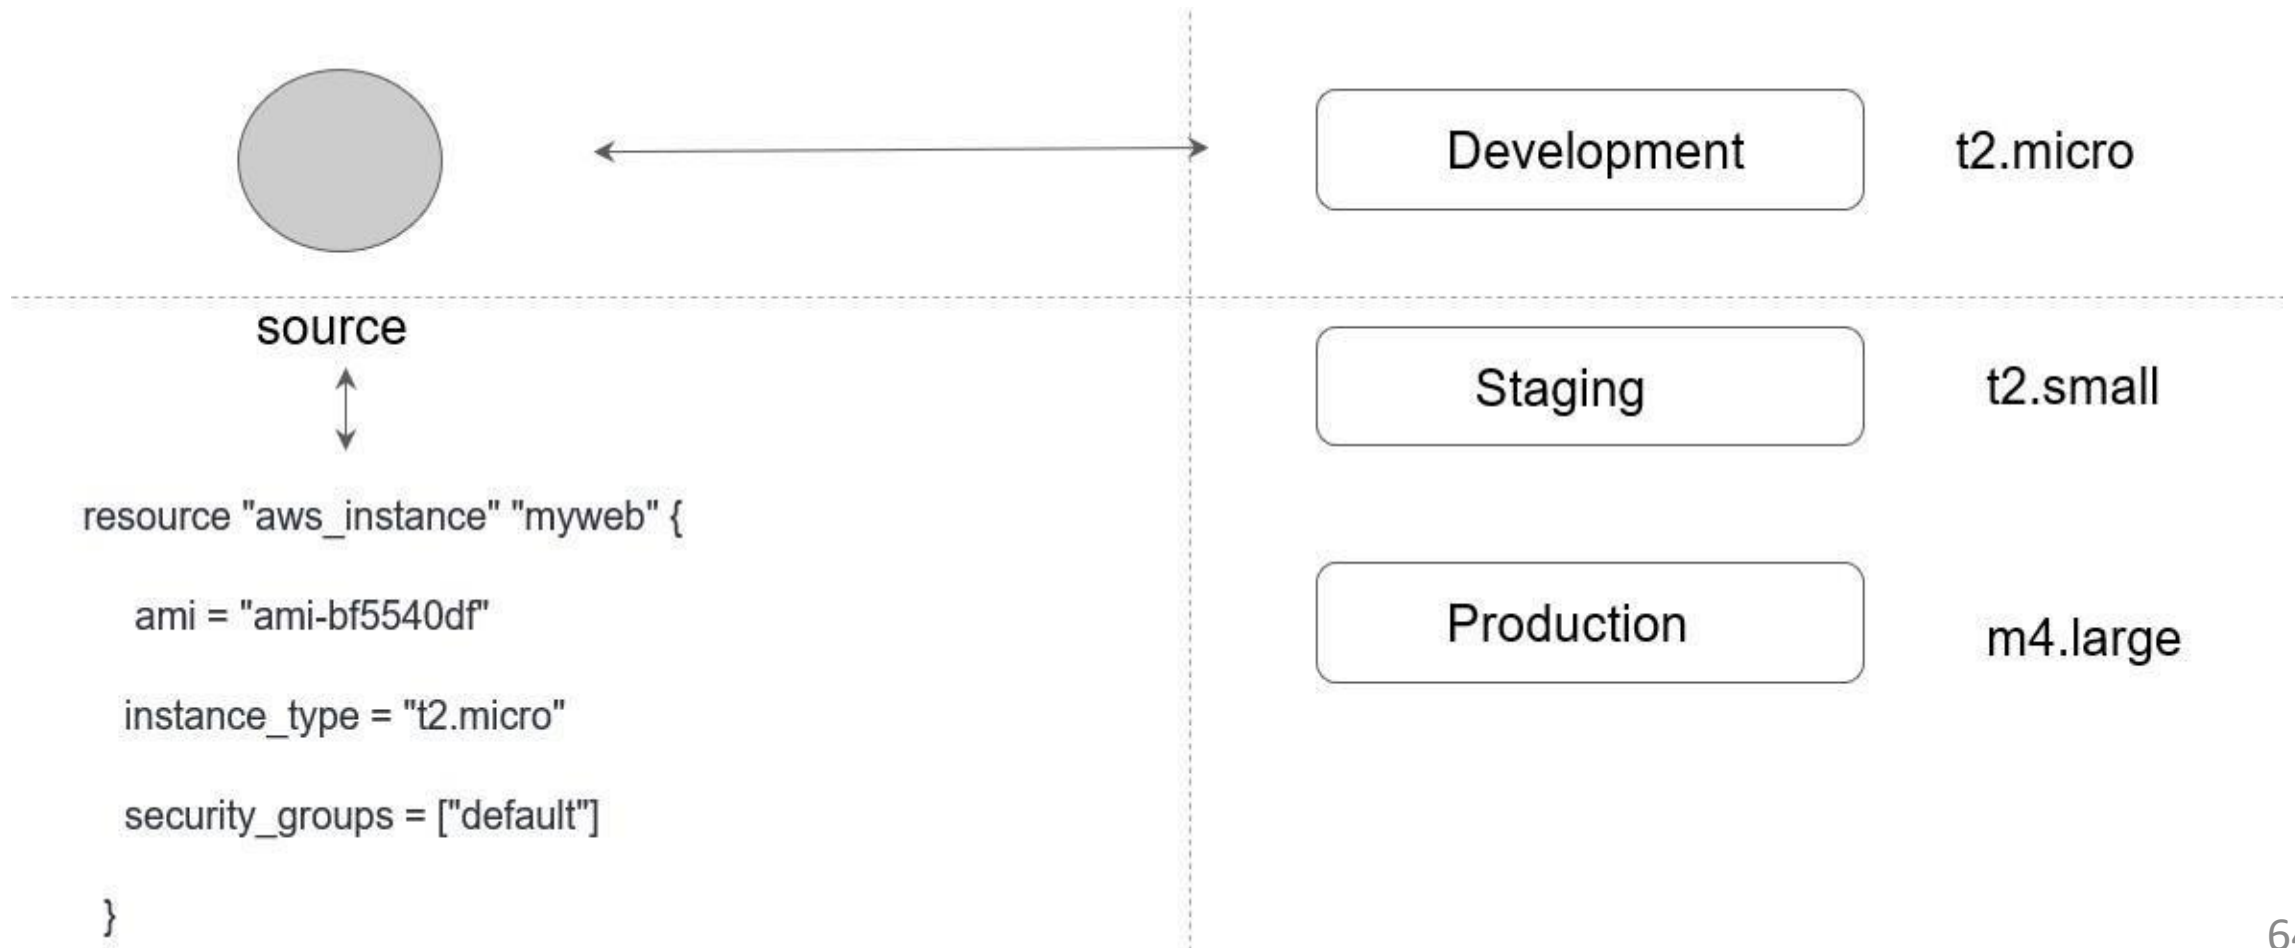 Development t2.micro
source
Staging t2.small
resource "aws_instance" "myweb" {
ami = "ami-bf5540df"
instance_type = "t2.micro"
security_groups = ["default"]
}
Production
m4.large